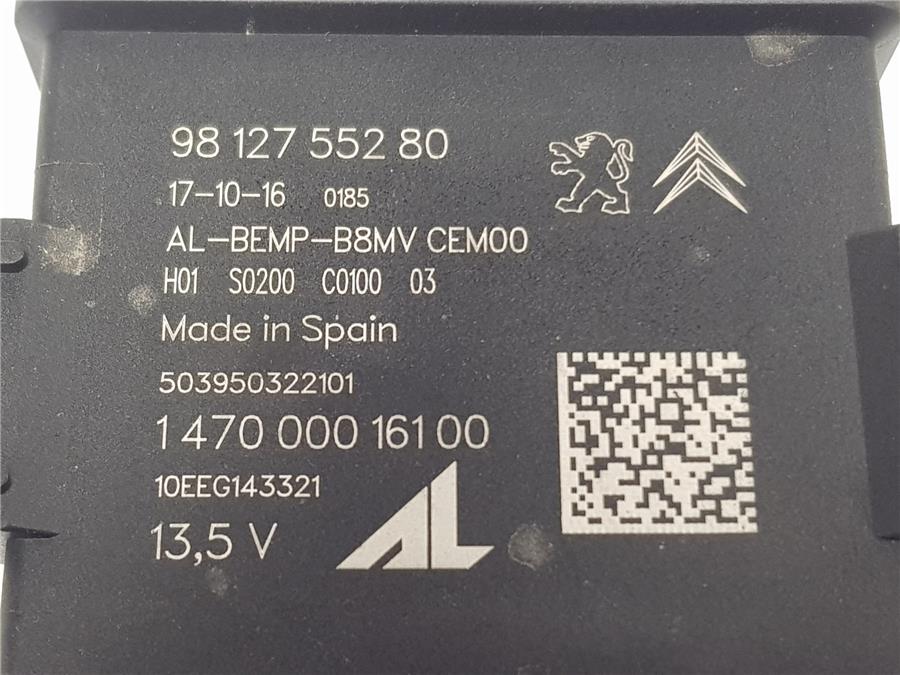 98 127 552 80
17-10-16 0185
AL-BEMP-B8MV CEM00
H01 S0200 C0100 03
Made in Spain
503950322101
1 470 000 161 00
10EEG143321
13,5 V
AL